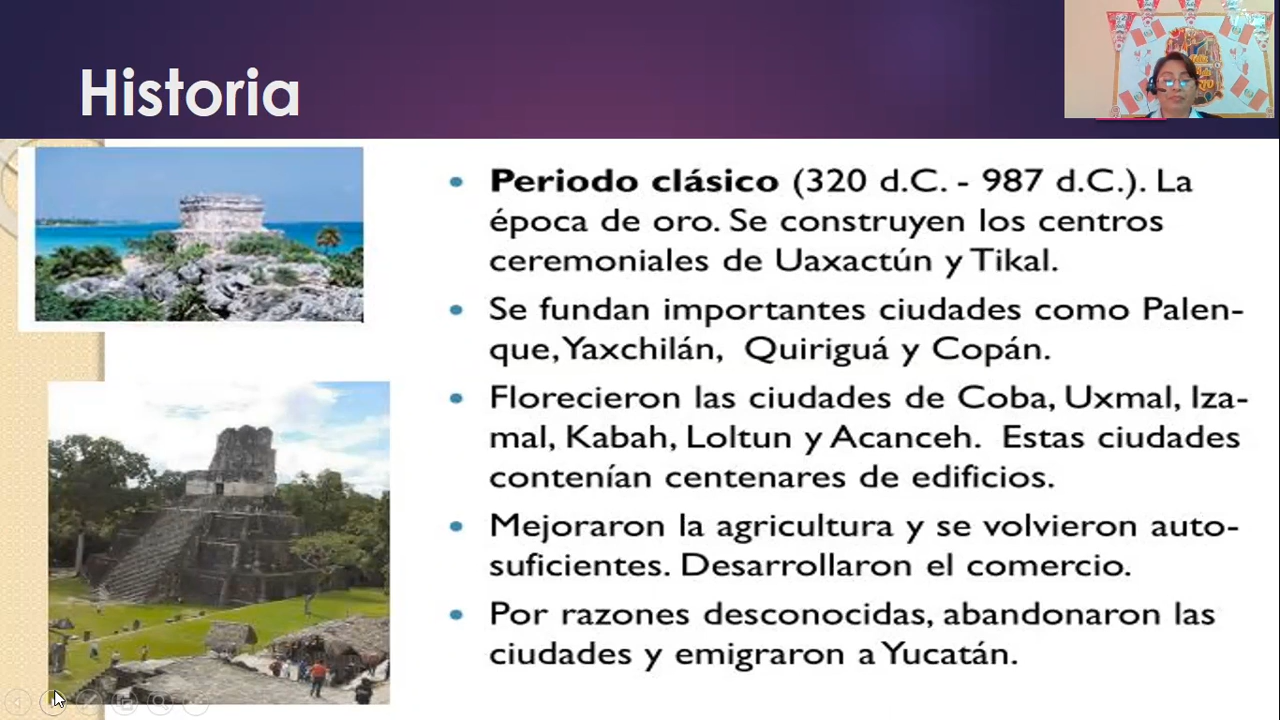 Historia
• Periodo clásico (320 d.C. - 987 d.C.). La
época de oro. Se construyen los centros
ceremoniales de Uaxactún y Tikal.
• Se fundan importantes ciudades como Palen-
que, Yaxchilán, Quiriguá y Copán.
• Florecieron las ciudades de Coba, Uxmal, Iza-
mal, Kabah, Loltun y Acanceh. Estas ciudades
contenían centenares de edificios.
• Mejoraron la agricultura y se volvieron auto-
suficientes. Desarrollaron el comercio.
• Por razones desconocidas, abandonaron las
ciudades y emigraron a Yucatán.